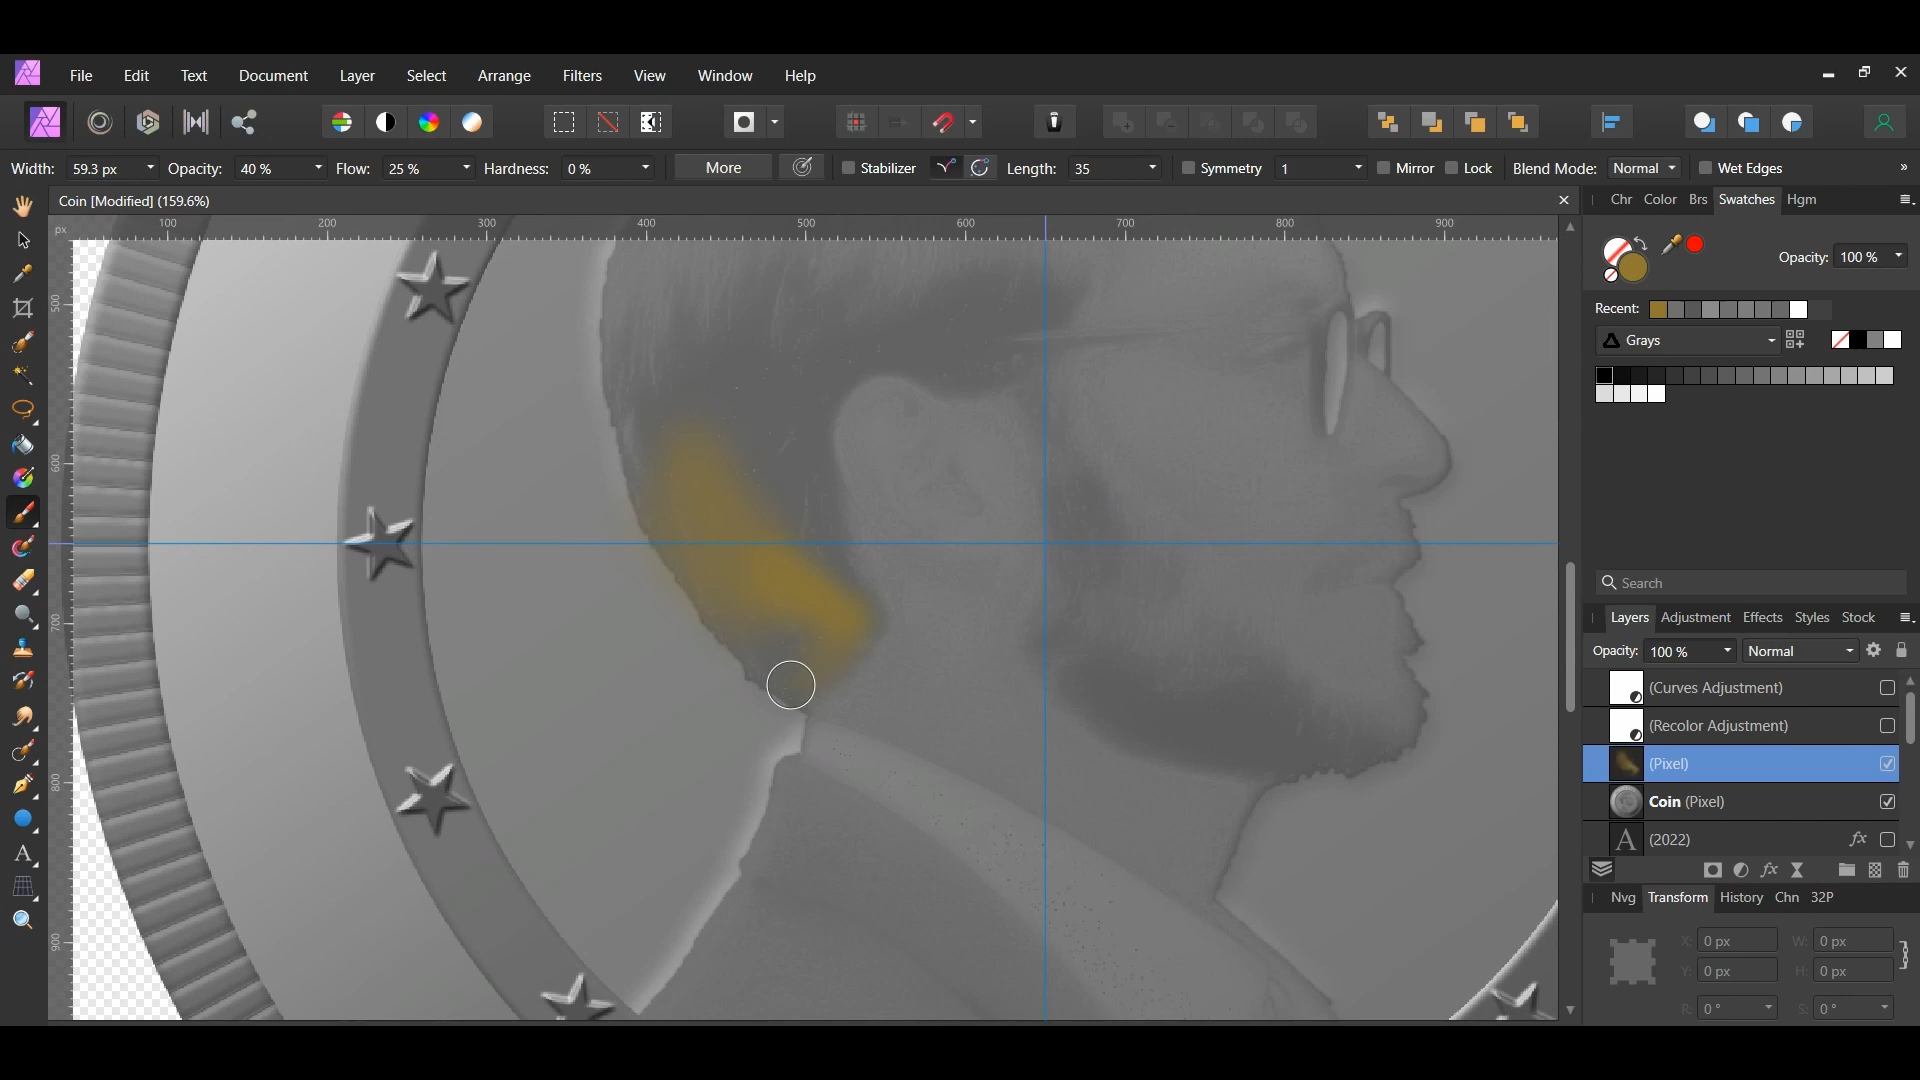 File Edit Text Document Layer Select Arrange Filters View Window Help
Width: 59.3 px Opacity: 40 % Flow: 25 % Hardness: 0 % More Stabilizer Length: 35 Symmetry 1 Mirror Lock Blend Mode: Normal Wet Edges »
Coin [Modified] (159.6%)
Chr Color Brs Swatches Hgm
px 100 200 300 400 500 600 700 800 900
500
600
700
800
900
Opacity: 100 %
Recent:
Grays
Search
Layers Adjustment Effects Styles Stock
Opacity: 100 % Normal
(Curves Adjustment)
(Recolor Adjustment)
(Pixel)
Coin (Pixel)
A (2022) fx
fx
Nvg Transform History Chn 32P
X: 0 px W: 0 px
Y: 0 px H: 0 px
R: 0 ° S: 0 °